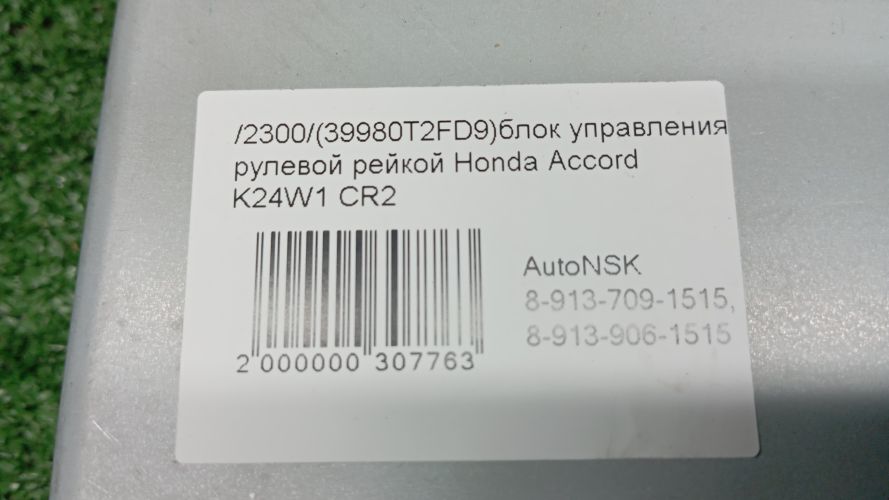 /2300/(39980T2FD9)блок управления
рулевой рейкой Honda Accord
K24W1 CR2
AutoNSK
8-913-709-1515,
8-913-906-1515
2 000000 307763